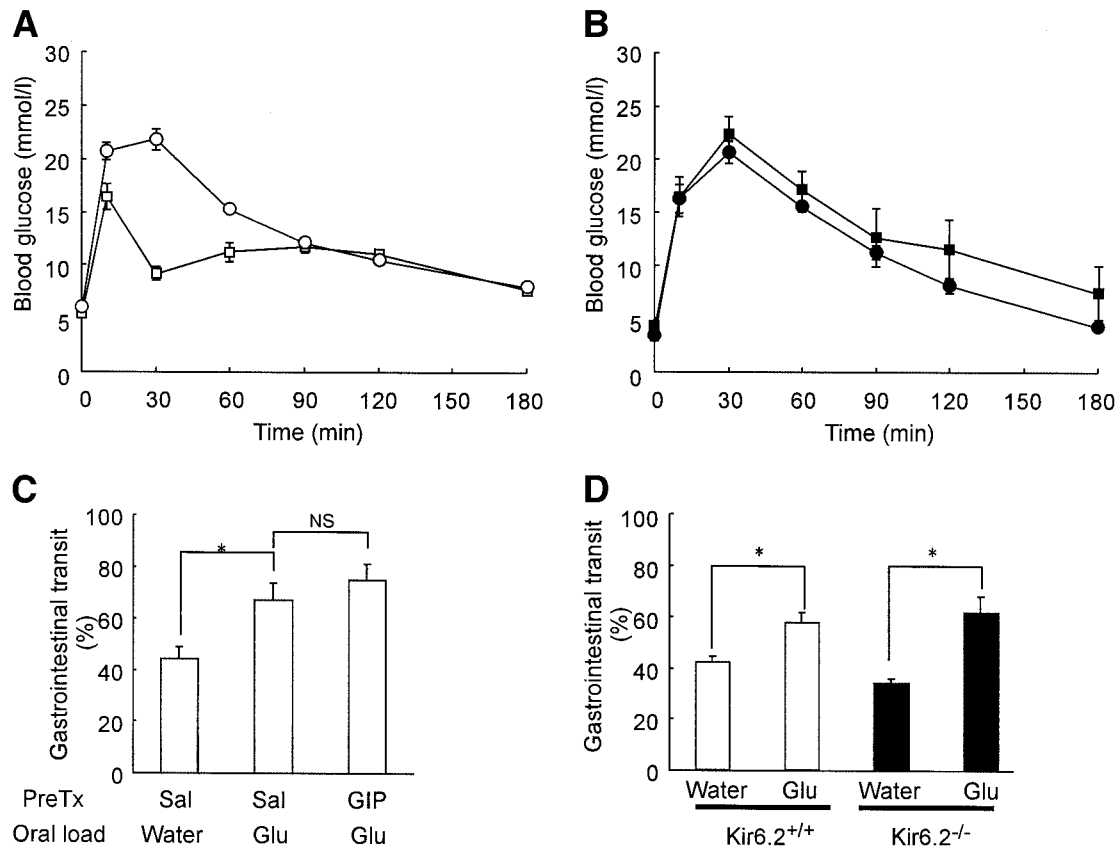 A
B
30
25
20
15
10
5
0
Blood glucose (mmol/l)
0 30 60 90 120 150 180
Time (min)
30
25
20
15
10
5
0
Blood glucose (mmol/l)
0 30 60 90 120 150 180
Time (min)
C
D
100
80
60
40
20
0
Gastrointestinal transit
(%)
* NS
PreTx Sal Sal GIP
Oral load Water Glu Glu
100
80
60
40
20
0
Gastrointestinal transit
(%)
* *
Water Glu Water Glu
Kir6.2+/+ Kir6.2-/-